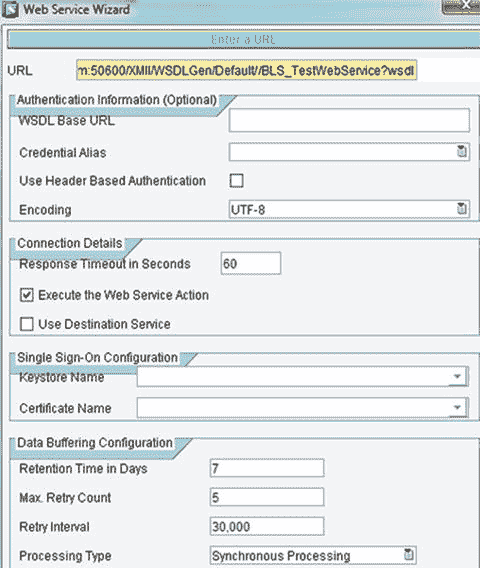 Web Service Wizard
Enter a URL
URL m:50600/XMII/WSDLGen/Default//BLS_TestWebService?wsdl
Authentication Information (Optional)
WSDL Base URL
Credential Alias
Use Header Based Authentication
Encoding UTF-8
Connection Details
Response Timeout in Seconds 60
Execute the Web Service Action
Use Destination Service
Single Sign-On Configuration
Keystore Name
Certificate Name
Data Buffering Configuration
Retention Time in Days 7
Max. Retry Count 5
Retry Interval 30,000
Processing Type Synchronous Processing